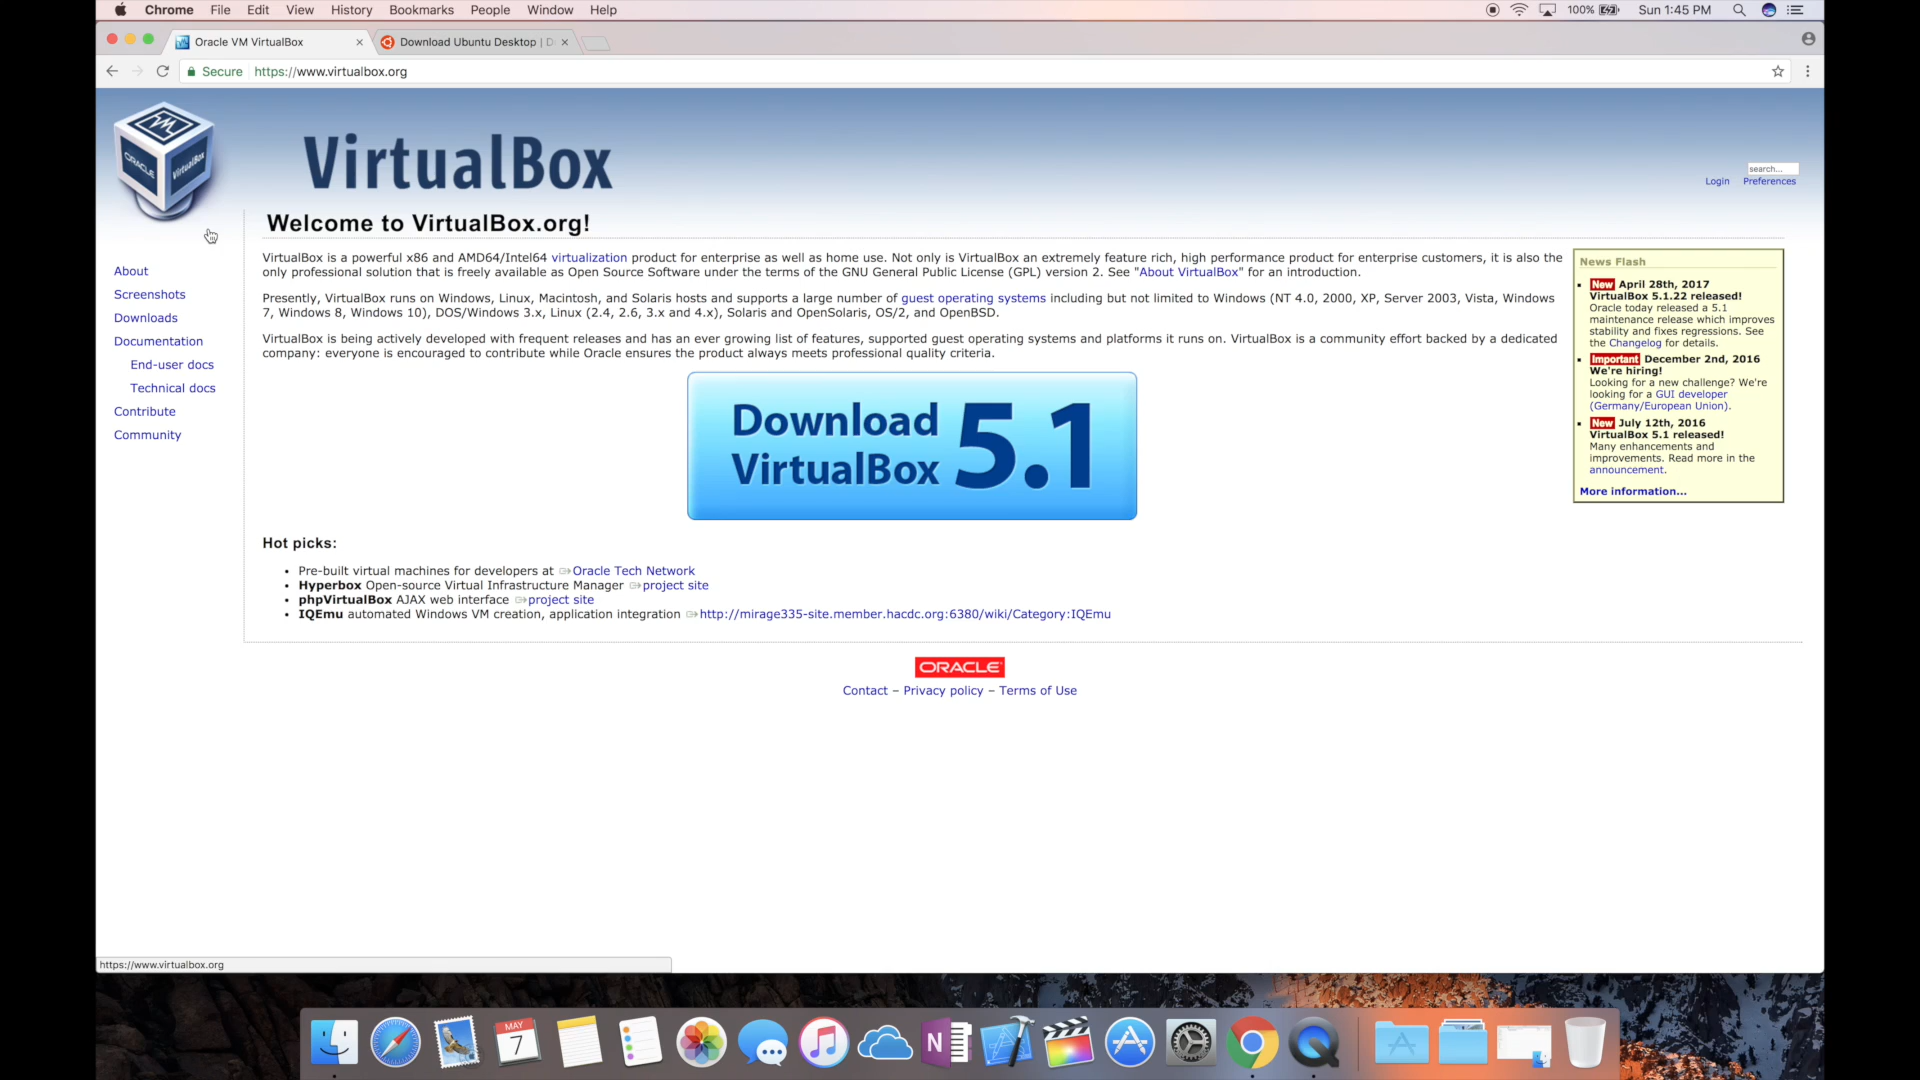 Chrome File Edit View History Bookmarks People Window Help
100% Sun 1:45 PM
Oracle VM VirtualBox
Download Ubuntu Desktop | D
Secure https://www.virtualbox.org
ORACLE
VirtualBox
VirtualBox
search...
Login Preferences
Welcome to VirtualBox.org!
About
Screenshots
Downloads
Documentation
End-user docs
Technical docs
Contribute
Community
VirtualBox is a powerful x86 and AMD64/Intel64 virtualization product for enterprise as well as home use. Not only is VirtualBox an extremely feature rich, high performance product for enterprise customers, it is also the
only professional solution that is freely available as Open Source Software under the terms of the GNU General Public License (GPL) version 2. See "About VirtualBox" for an introduction.
Presently, VirtualBox runs on Windows, Linux, Macintosh, and Solaris hosts and supports a large number of guest operating systems including but not limited to Windows (NT 4.0, 2000, XP, Server 2003, Vista, Windows
7, Windows 8, Windows 10), DOS/Windows 3.x, Linux (2.4, 2.6, 3.x and 4.x), Solaris and OpenSolaris, OS/2, and OpenBSD.
VirtualBox is being actively developed with frequent releases and has an ever growing list of features, supported guest operating systems and platforms it runs on. VirtualBox is a community effort backed by a dedicated
company: everyone is encouraged to contribute while Oracle ensures the product always meets professional quality criteria.
Download
VirtualBox 5.1
News Flash
New April 28th, 2017
VirtualBox 5.1.22 released!
Oracle today released a 5.1
maintenance release which improves
stability and fixes regressions. See
the Changelog for details.
Important December 2nd, 2016
We're hiring!
Looking for a new challenge? We're
looking for a GUI developer
(Germany/European Union).
New July 12th, 2016
VirtualBox 5.1 released!
Many enhancements and
improvements. Read more in the
announcement.
More information...
Hot picks:
Pre-built virtual machines for developers at Oracle Tech Network
Hyperbox Open-source Virtual Infrastructure Manager project site
phpVirtualBox AJAX web interface project site
IQEmu automated Windows VM creation, application integration http://mirage335-site.member.hacdc.org:6380/wiki/Category:IQEmu
ORACLE
Contact – Privacy policy – Terms of Use
https://www.virtualbox.org
MAY
7
N